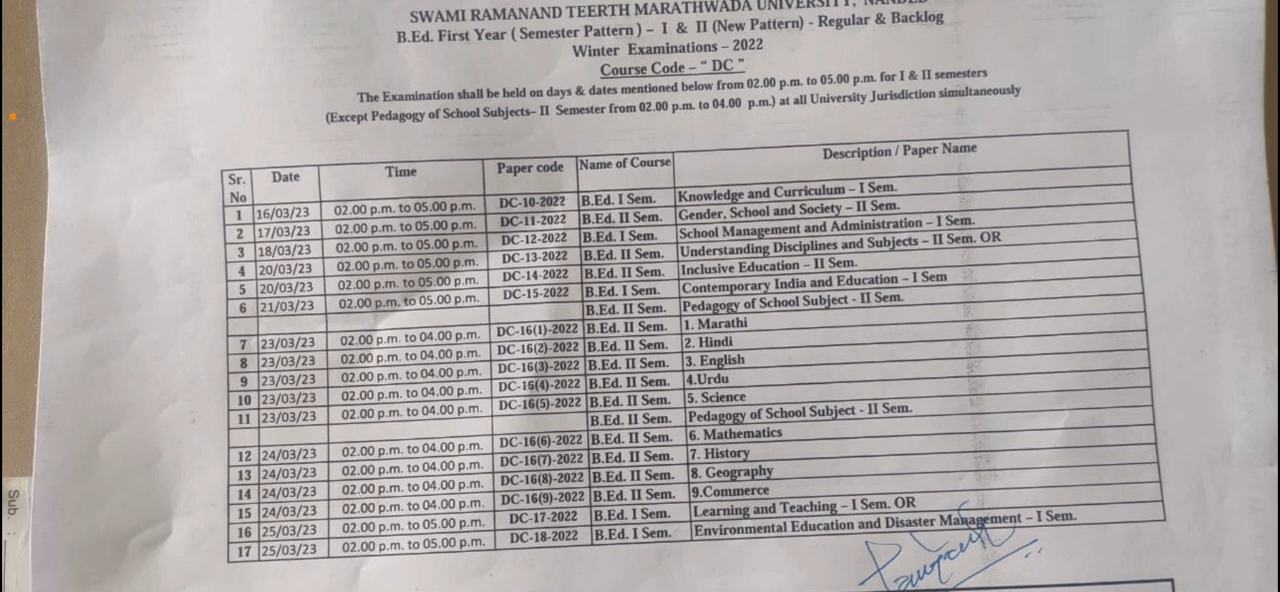 SWAMI RAMANAND TEERTH MARATHWADA UNIVERSITY, NANDED
B.Ed. First Year ( Semester Pattern ) – I & II (New Pattern) - Regular & Backlog
Winter Examinations – 2022
Course Code – “ DC ”
The Examination shall be held on days & dates mentioned below from 02.00 p.m. to 05.00 p.m. for I & II semesters
(Except Pedagogy of School Subjects– II Semester from 02.00 p.m. to 04.00 p.m.) at all University Jurisdiction simultaneously
Sr. No Date Time Paper code Name of Course Description / Paper Name
1 16/03/23 02.00 p.m. to 05.00 p.m. DC-10-2022 B.Ed. I Sem. Knowledge and Curriculum – I Sem.
2 17/03/23 02.00 p.m. to 05.00 p.m. DC-11-2022 B.Ed. II Sem. Gender, School and Society – II Sem.
3 18/03/23 02.00 p.m. to 05.00 p.m. DC-12-2022 B.Ed. I Sem. School Management and Administration – I Sem.
4 20/03/23 02.00 p.m. to 05.00 p.m. DC-13-2022 B.Ed. II Sem. Understanding Disciplines and Subjects – II Sem. OR
5 20/03/23 02.00 p.m. to 05.00 p.m. DC-14-2022 B.Ed. II Sem. Inclusive Education – II Sem.
6 21/03/23 02.00 p.m. to 05.00 p.m. DC-15-2022 B.Ed. I Sem. Contemporary India and Education – I Sem
B.Ed. II Sem. Pedagogy of School Subject - II Sem.
7 23/03/23 02.00 p.m. to 04.00 p.m. DC-16(1)-2022 B.Ed. II Sem. 1. Marathi
8 23/03/23 02.00 p.m. to 04.00 p.m. DC-16(2)-2022 B.Ed. II Sem. 2. Hindi
9 23/03/23 02.00 p.m. to 04.00 p.m. DC-16(3)-2022 B.Ed. II Sem. 3. English
10 23/03/23 02.00 p.m. to 04.00 p.m. DC-16(4)-2022 B.Ed. II Sem. 4.Urdu
11 23/03/23 02.00 p.m. to 04.00 p.m. DC-16(5)-2022 B.Ed. II Sem. 5. Science
B.Ed. II Sem. Pedagogy of School Subject - II Sem.
12 24/03/23 02.00 p.m. to 04.00 p.m. DC-16(6)-2022 B.Ed. II Sem. 6. Mathematics
13 24/03/23 02.00 p.m. to 04.00 p.m. DC-16(7)-2022 B.Ed. II Sem. 7. History
14 24/03/23 02.00 p.m. to 04.00 p.m. DC-16(8)-2022 B.Ed. II Sem. 8. Geography
15 24/03/23 02.00 p.m. to 04.00 p.m. DC-16(9)-2022 B.Ed. II Sem. 9.Commerce
16 25/03/23 02.00 p.m. to 05.00 p.m. DC-17-2022 B.Ed. I Sem. Learning and Teaching – I Sem. OR
17 25/03/23 02.00 p.m. to 05.00 p.m. DC-18-2022 B.Ed. I Sem. Environmental Education and Disaster Management – I Sem.
Sub. :